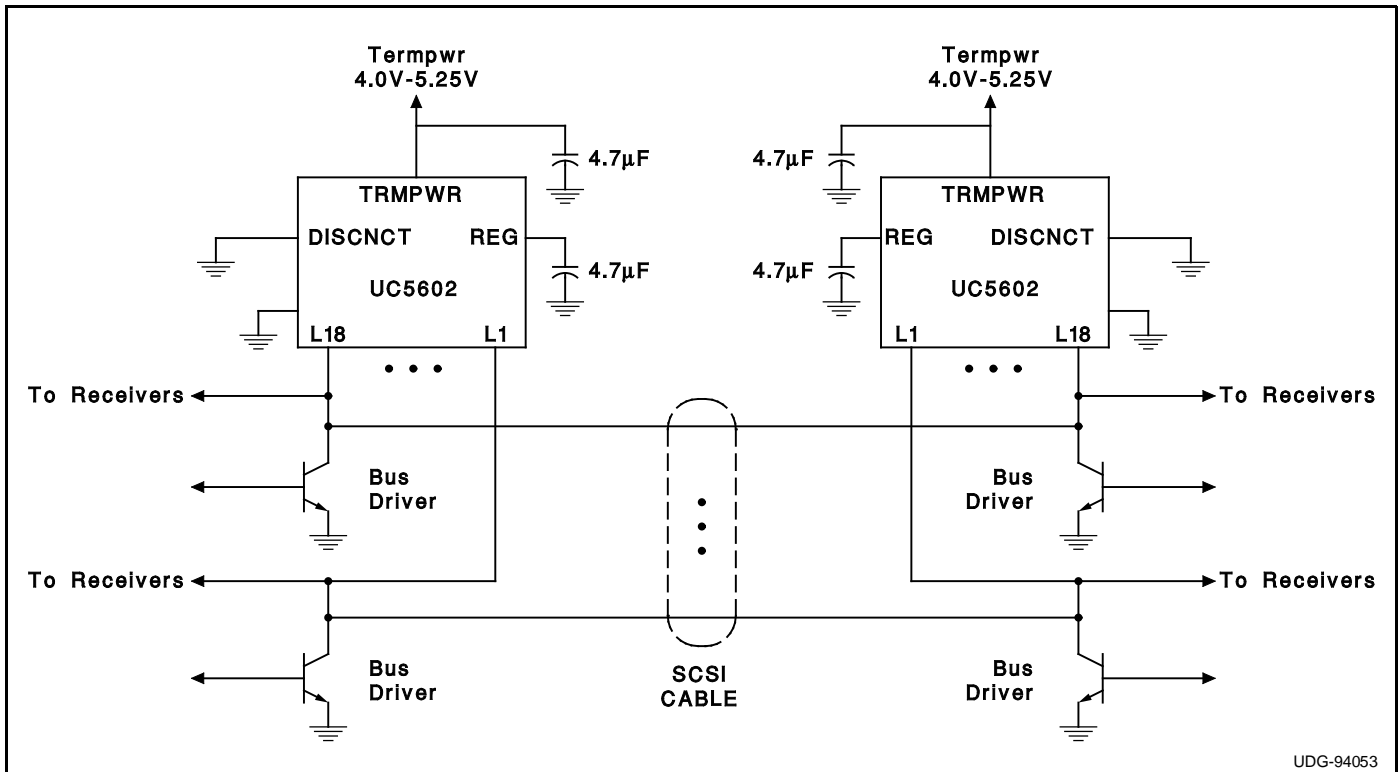 Termpwr
4.0V-5.25V
Termpwr
4.0V-5.25V
4.7μF
4.7μF
TRMPWR
TRMPWR
DISCNCT
REG
REG
DISCNCT
4.7μF
4.7μF
UC5602
UC5602
L18
L1
L1
L18
To Receivers
To Receivers
Bus
Driver
Bus
Driver
To Receivers
To Receivers
Bus
Driver
SCSI
CABLE
Bus
Driver
UDG-94053